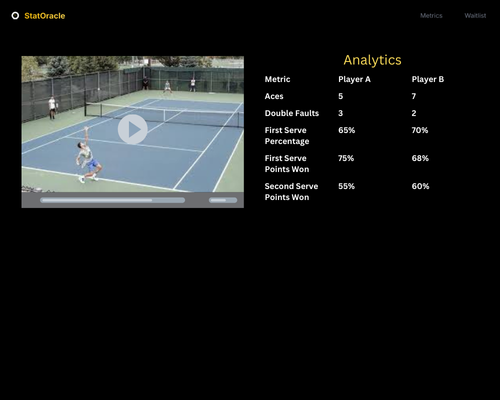 StatOracle
Metrics
Waitlist
Analytics
Metric Player A Player B
Aces 5 7
Double Faults 3 2
First Serve 65% 70%
Percentage
First Serve 75% 68%
Points Won
Second Serve 55% 60%
Points Won